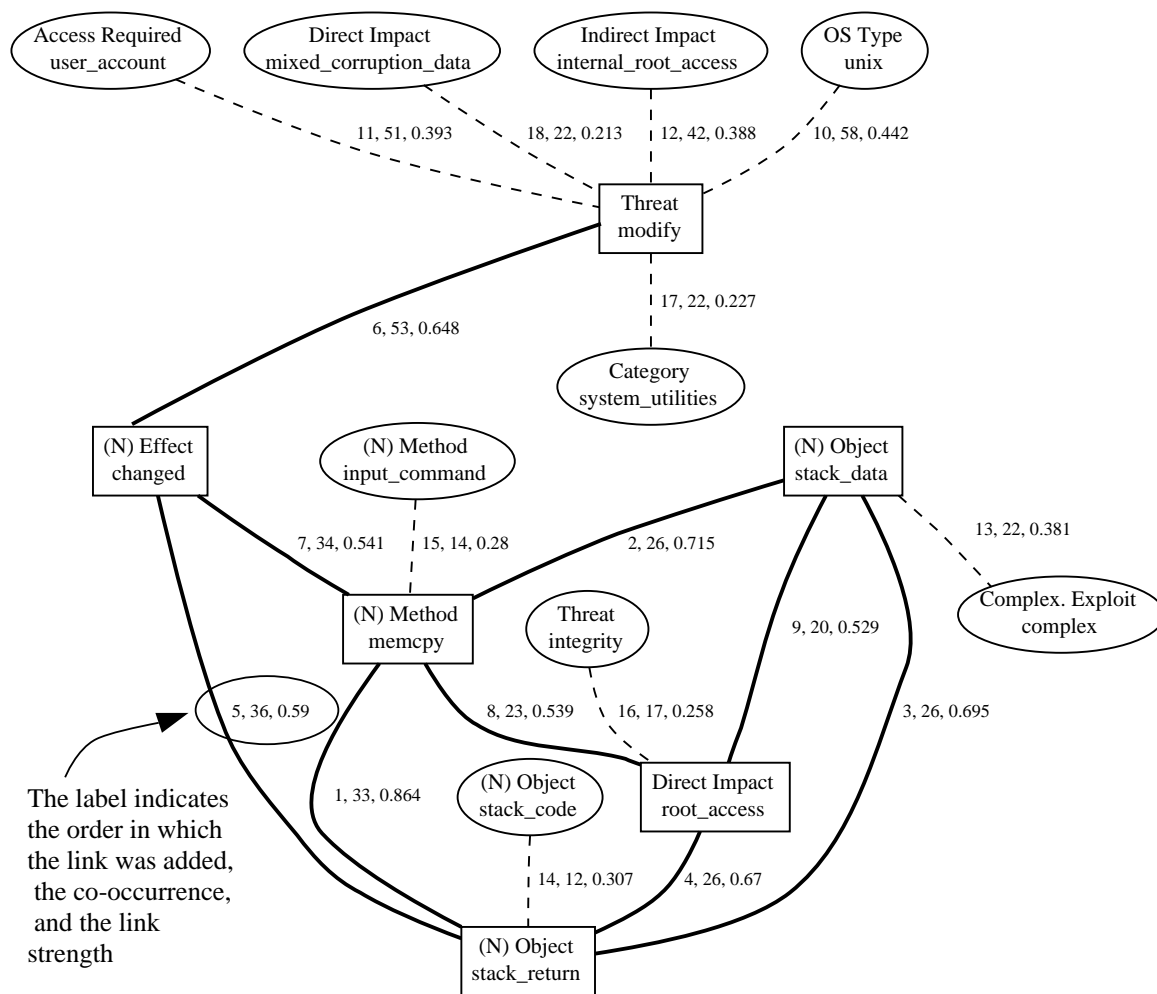 Access Required
user_account
Direct Impact
mixed_corruption_data
Indirect Impact
internal_root_access
OS Type
unix
11, 51, 0.393
18, 22, 0.213
12, 42, 0.388
10, 58, 0.442
Threat
modify
17, 22, 0.227
6, 53, 0.648
Category
system_utilities
(N) Effect
changed
(N) Method
input_command
(N) Object
stack_data
7, 34, 0.541
15, 14, 0.28
2, 26, 0.715
13, 22, 0.381
(N) Method
memcpy
Threat
integrity
9, 20, 0.529
Complex. Exploit
complex
5, 36, 0.59
8, 23, 0.539
16, 17, 0.258
3, 26, 0.695
The label indicates
the order in which
the link was added,
the co-occurrence,
and the link
strength
1, 33, 0.864
(N) Object
stack_code
Direct Impact
root_access
14, 12, 0.307
4, 26, 0.67
(N) Object
stack_return